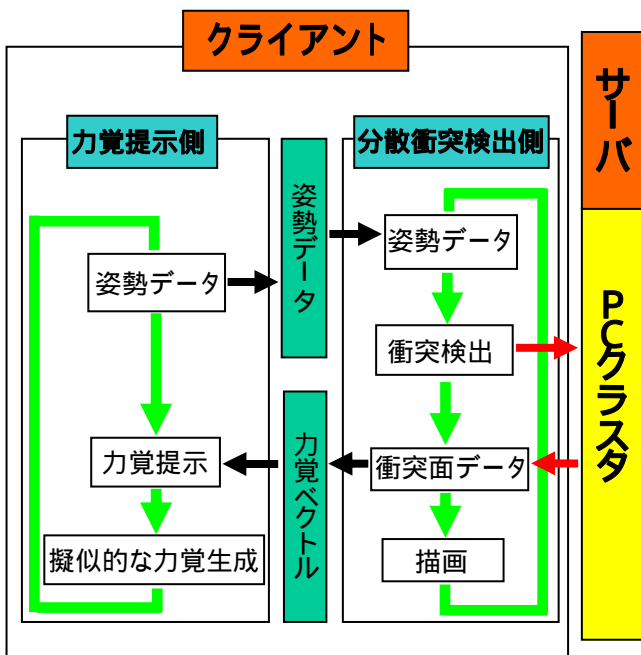 クライアント
サーバ
PCクラスタ
力覚提示側
姿勢データ
力覚提示
擬似的な力覚生成
姿勢データ
力覚ベクトル
分散衝突検出側
姿勢データ
衝突検出
衝突面データ
描画